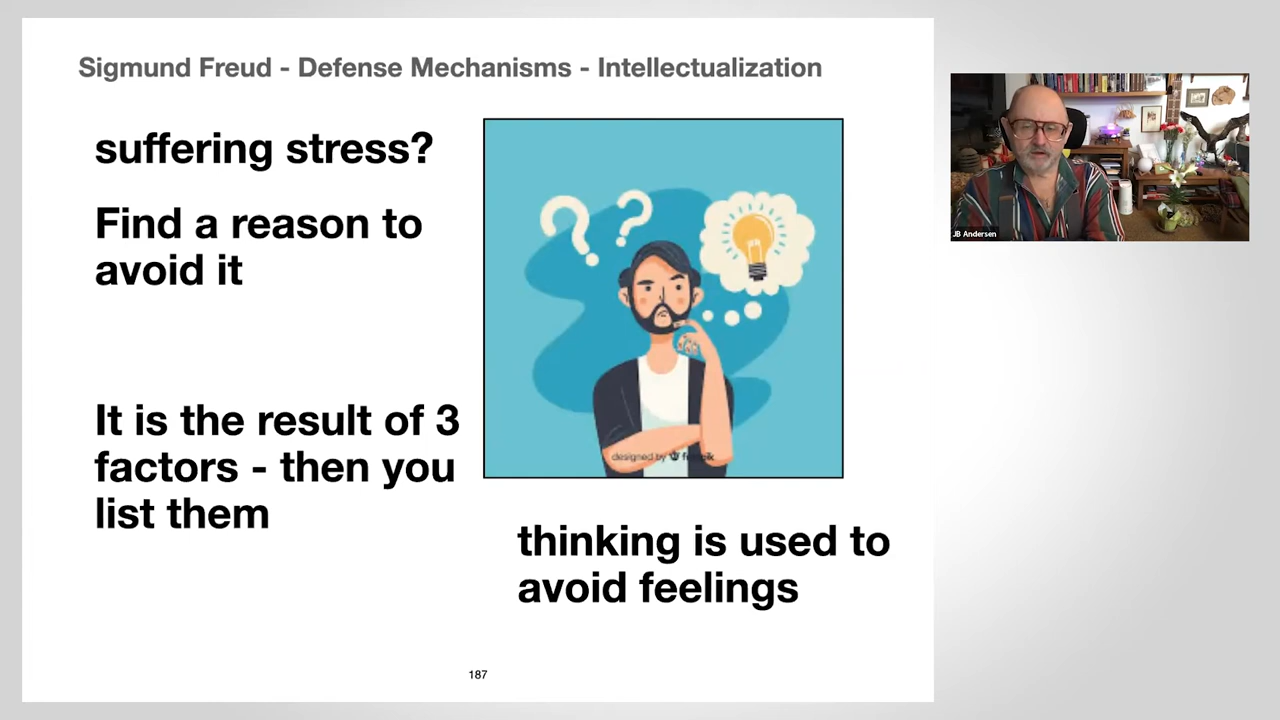 Sigmund Freud - Defense Mechanisms - Intellectualization
suffering stress?
Find a reason to
avoid it
It is the result of 3
factors - then you
list them
designed by freepik
thinking is used to
avoid feelings
187
JB Andersen